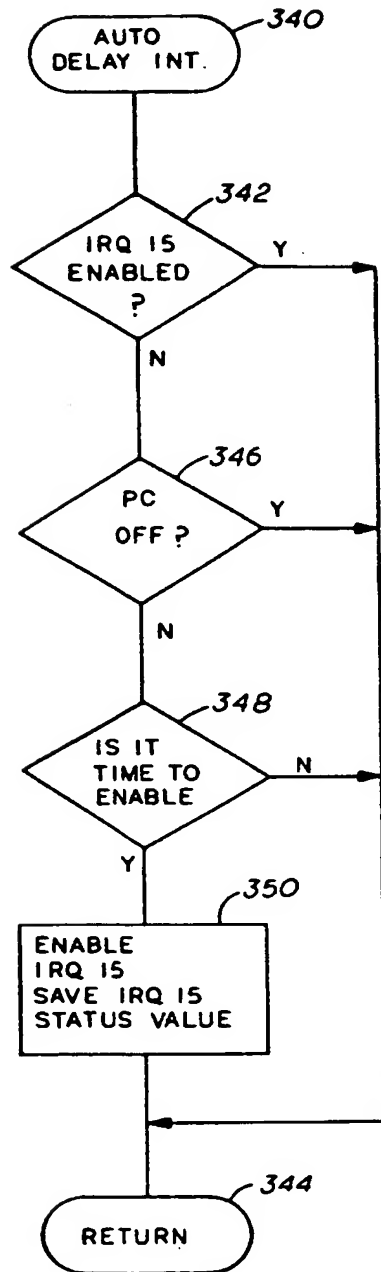 AUTO
DELAY INT.
340
342
IRQ 15
ENABLED
?
Y
N
346
PC
OFF ?
Y
N
348
IS IT
TIME TO
ENABLE
N
Y
350
ENABLE
IRQ 15
SAVE IRQ 15
STATUS VALUE
344
RETURN